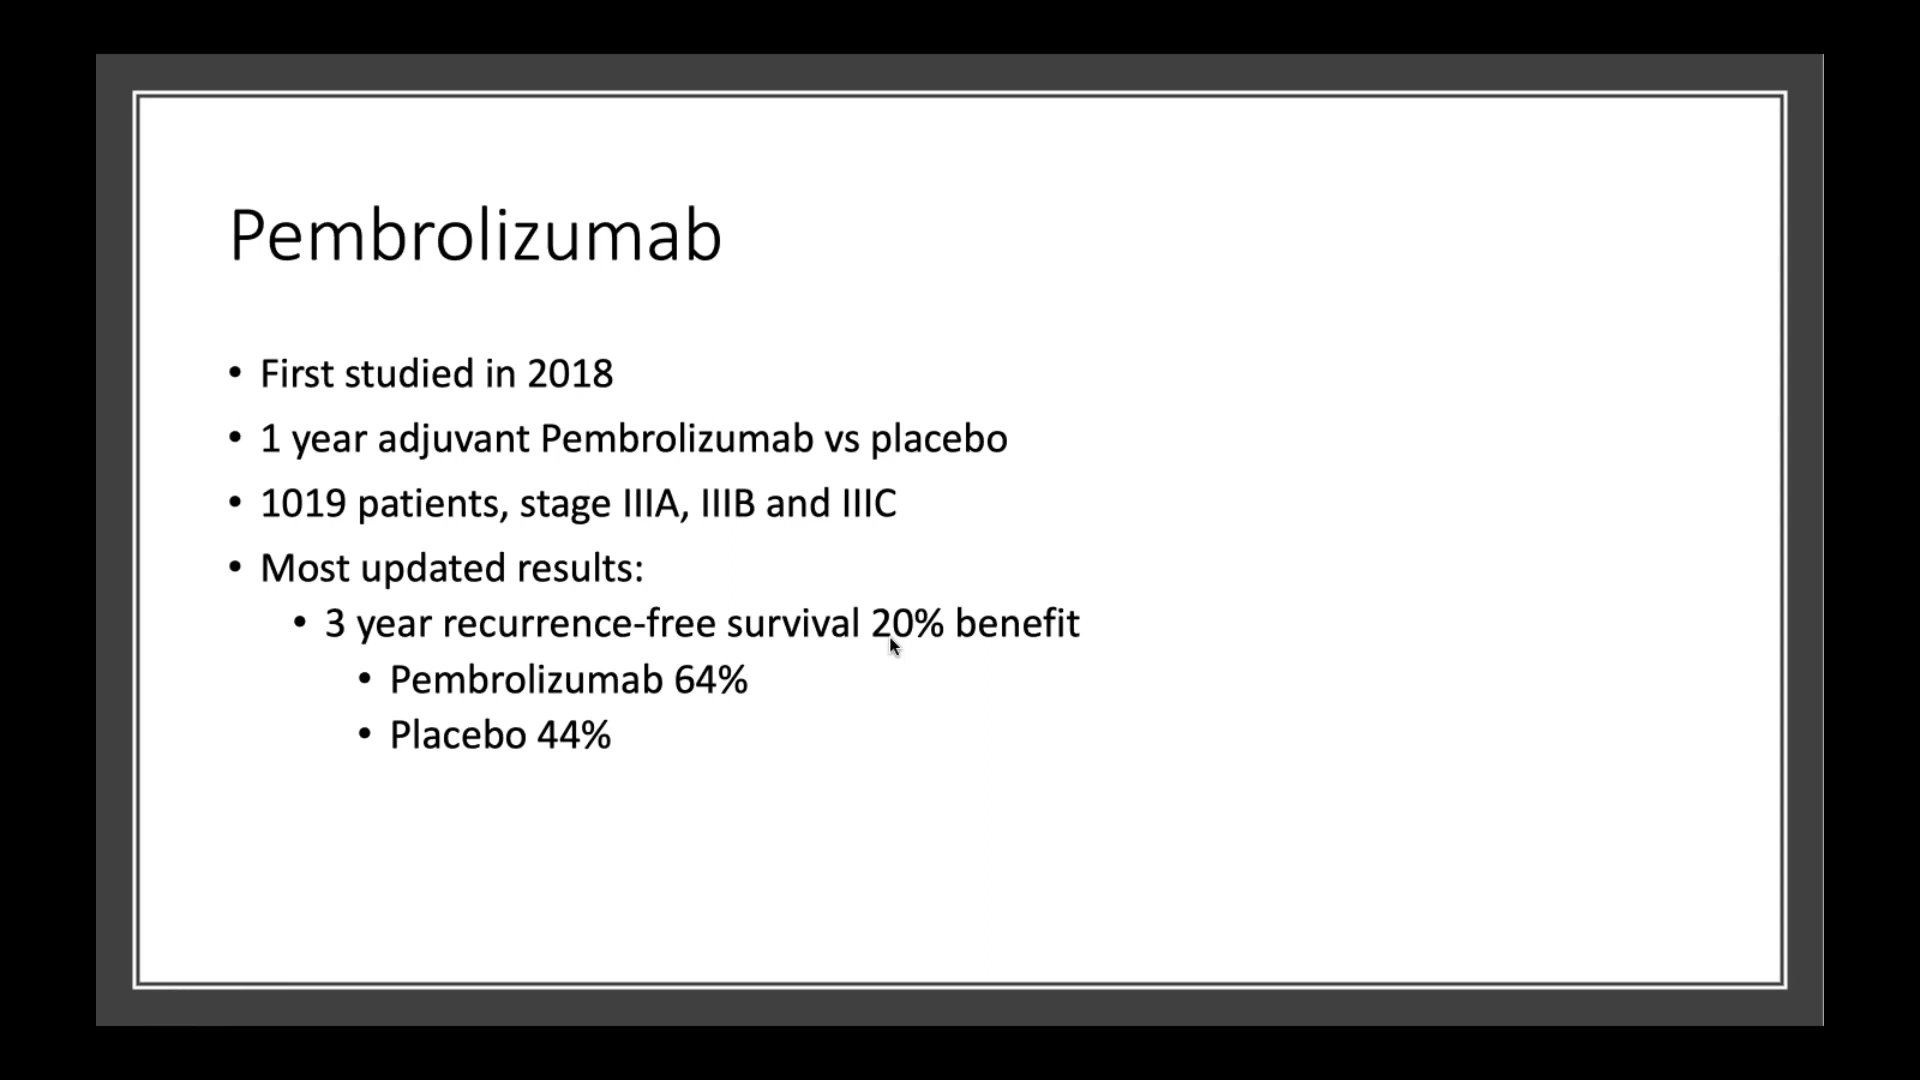 Pembrolizumab
• First studied in 2018
• 1 year adjuvant Pembrolizumab vs placebo
• 1019 patients, stage IIIA, IIIB and IIIC
• Most updated results:
• 3 year recurrence-free survival 20% benefit
• Pembrolizumab 64%
• Placebo 44%